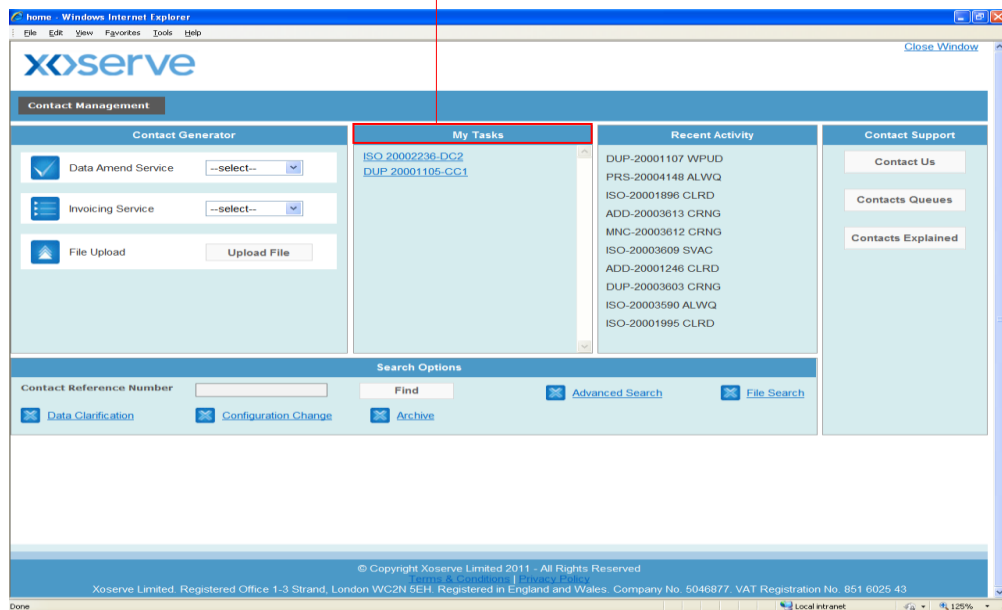 home - Windows Internet Explorer
File Edit View Favorites Tools Help
Close Window
xoserve
Contact Management
Contact Generator
Data Amend Service --select--
Invoicing Service --select--
File Upload Upload File
My Tasks
ISO 20002236-DC2
DUP 20001105-CC1
Recent Activity
DUP-20001107 WPUD
PRS-20004148 ALWQ
ISO-20001896 CLRD
ADD-20003613 CRNG
MNC-20003612 CRNG
ISO-20003609 SVAC
ADD-20001246 CLRD
DUP-20003603 CRNG
ISO-20003590 ALWQ
ISO-20001995 CLRD
Contact Support
Contact Us
Contacts Queues
Contacts Explained
Search Options
Contact Reference Number Find Advanced Search File Search
Data Clarification Configuration Change Archive
© Copyright Xoserve Limited 2011 - All Rights Reserved
Terms & Conditions | Privacy Policy
Xoserve Limited. Registered Office 1-3 Strand, London WC2N 5EH. Registered in England and Wales. Company No. 5046877. VAT Registration No. 851 6025 43
Done Local intranet 125%